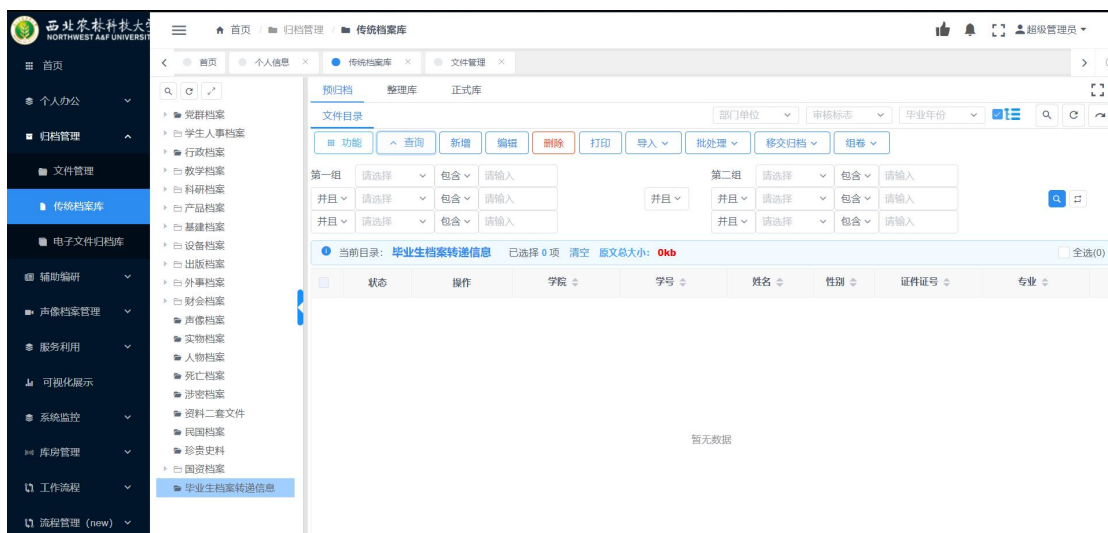 西北农林科技大学
NORTHWEST A&F UNIVERSIT
首页 / 归档管理 / 传统档案库
超级管理员
首页
个人信息 ×
传统档案库 ×
文件管理 ×
首页
个人办公
归档管理
文件管理
传统档案库
电子文件归档库
辅助编研
声像档案管理
服务利用
可视化展示
系统监控
库房管理
工作流程
流程管理 (new)
党群档案
学生人事档案
行政档案
教学档案
科研档案
产品档案
基建档案
设备档案
出版档案
外事档案
财会档案
声像档案
实物档案
人物档案
死亡档案
涉密档案
资料二套文件
民国档案
珍贵史料
国资档案
毕业生档案转递信息
预归档 整理库 正式库
文件目录 部门单位 审核标志 毕业年份
功能 查询 新增 编辑 删除 打印 导入 批处理 移交归档 组卷
第一组 请选择 包含 请输入 第二组 请选择 包含 请输入
并且 请选择 包含 请输入 并且 并且 请选择 包含 请输入
并且 请选择 包含 请输入 并且 请选择 包含 请输入
当前目录: 毕业生档案转递信息 已选择 0 项 清空 原文总大小: 0kb 全选(0)
状态 操作 学院 学号 姓名 性别 证件证号 专业
暂无数据